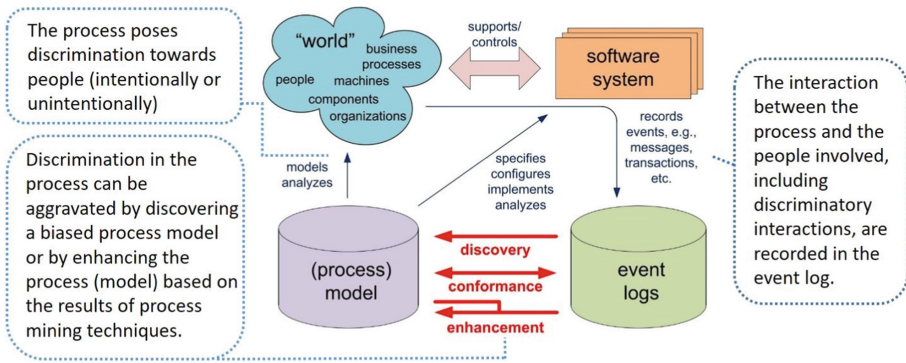 The process poses
discrimination towards
people (intentionally or
unintentionally)
Discrimination in the
process can be
aggravated by discovering
a biased process model
or by enhancing the
process (model) based on
the results of process
mining techniques.
“world”
business
processes
people
machines
components
organizations
supports/
controls
software
system
models
analyzes
specifies
configures
implements
analyzes
records
events, e.g.,
messages,
transactions,
etc.
(process)
model
discovery
conformance
enhancement
event
logs
The interaction
between the
process and the
people involved,
including
discriminatory
interactions, are
recorded in the
event log.